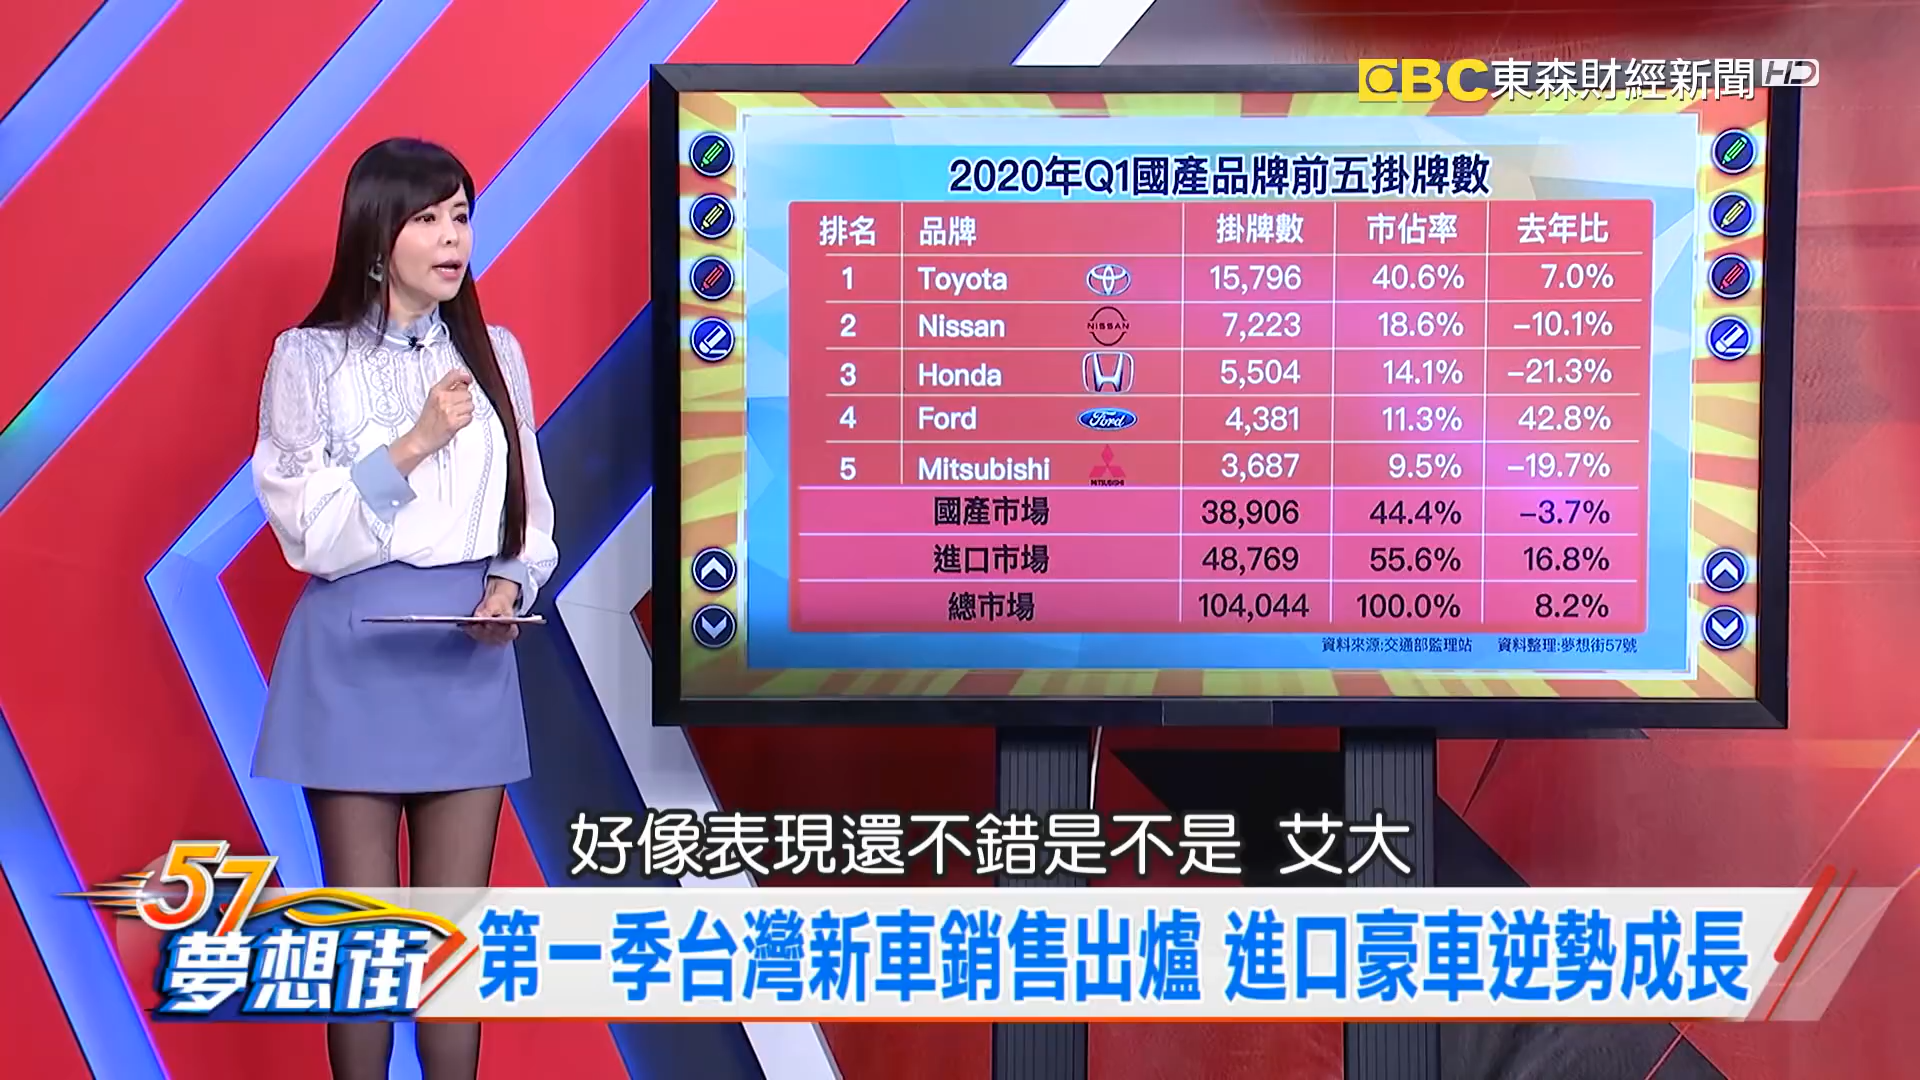 EBC東森財經新聞HD
2020年Q1國產品牌前五掛牌數
排名 品牌 掛牌數 市佔率 去年比
1 Toyota 15,796 40.6% 7.0%
2 Nissan NISSAN 7,223 18.6% -10.1%
3 Honda 5,504 14.1% -21.3%
4 Ford Ford 4,381 11.3% 42.8%
5 Mitsubishi MITSUBISHI 3,687 9.5% -19.7%
國產市場 38,906 44.4% -3.7%
進口市場 48,769 55.6% 16.8%
總市場 104,044 100.0% 8.2%
資料來源:交通部監理站 資料整理:夢想街57號
好像表現還不錯是不是 艾大
57夢想街
第一季台灣新車銷售出爐 進口豪車逆勢成長